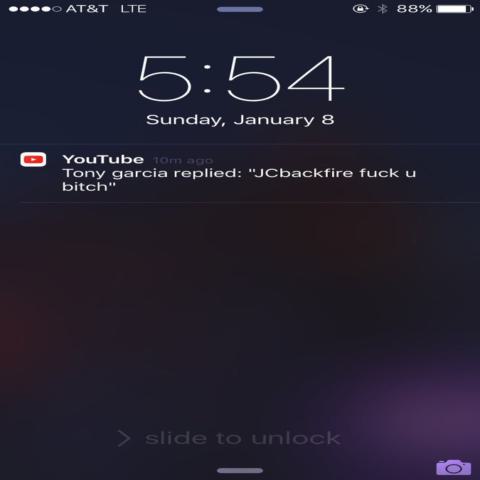 AT&T LTE 88%
5:54
Sunday, January 8
YouTube 10m ago
Tony garcia replied: "JCbackfire fuck u
bitch"
> slide to unlock